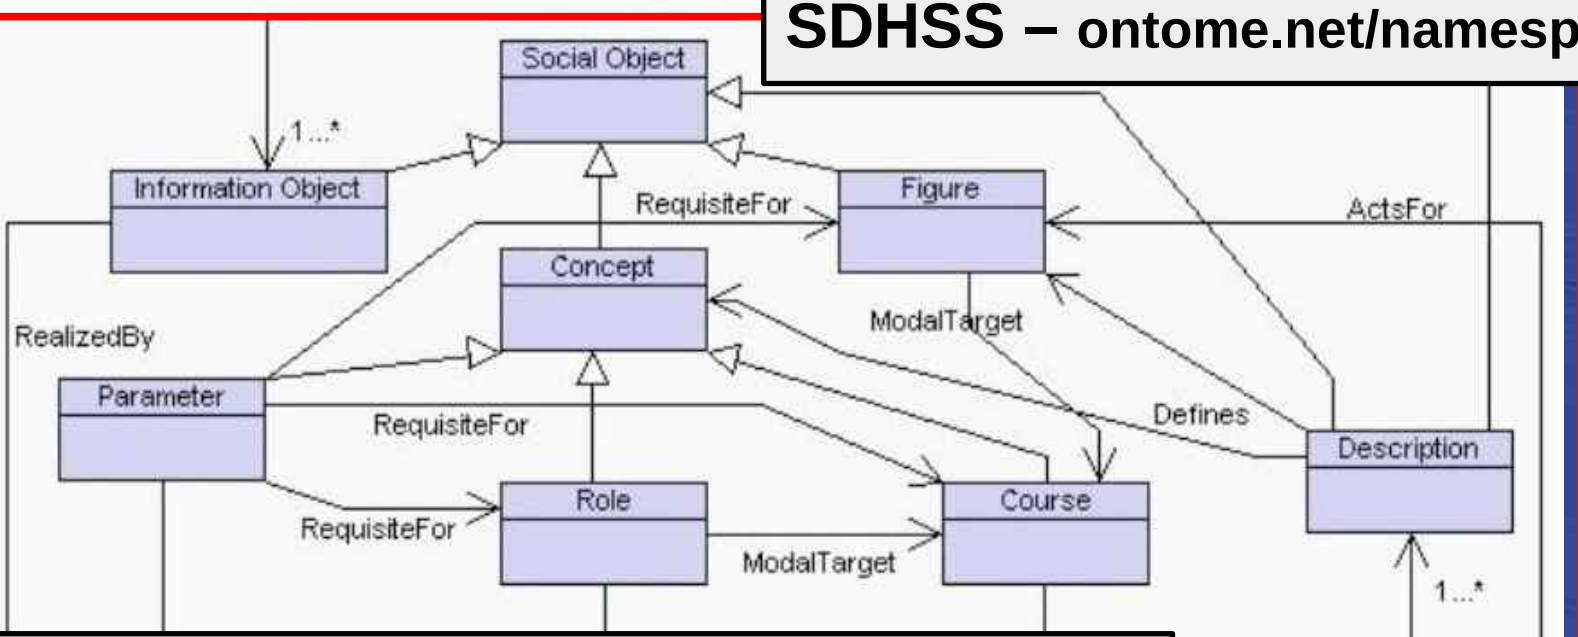 SDHSS – ontome.net/namesp
Social Object
1...*
Information Object
Figure
RequisiteFor
ActsFor
Concept
ModalTarget
RealizedBy
Parameter
Defines
RequisiteFor
Description
Role
Course
RequisiteFor
ModalTarget
1...*